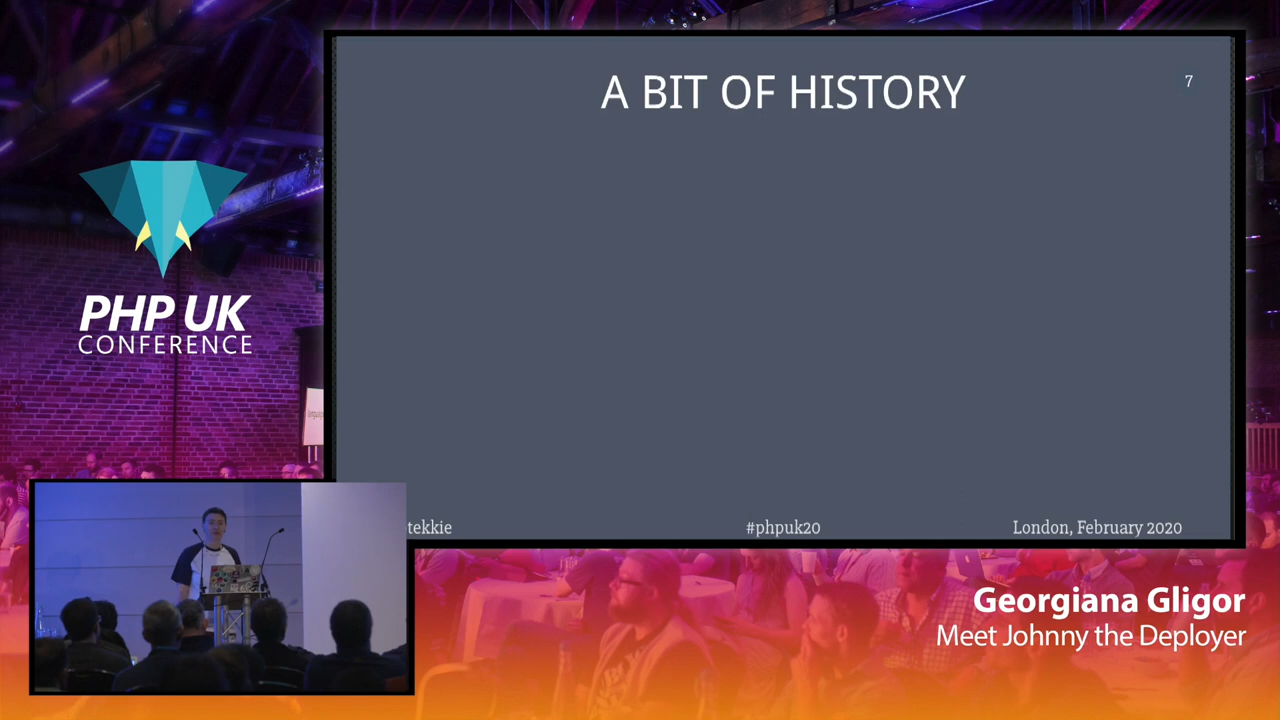 A BIT OF HISTORY
7
PHP UK
CONFERENCE
tekkie
#phpuk20
London, February 2020
Georgiana Gligor
Meet Johnny the Deployer